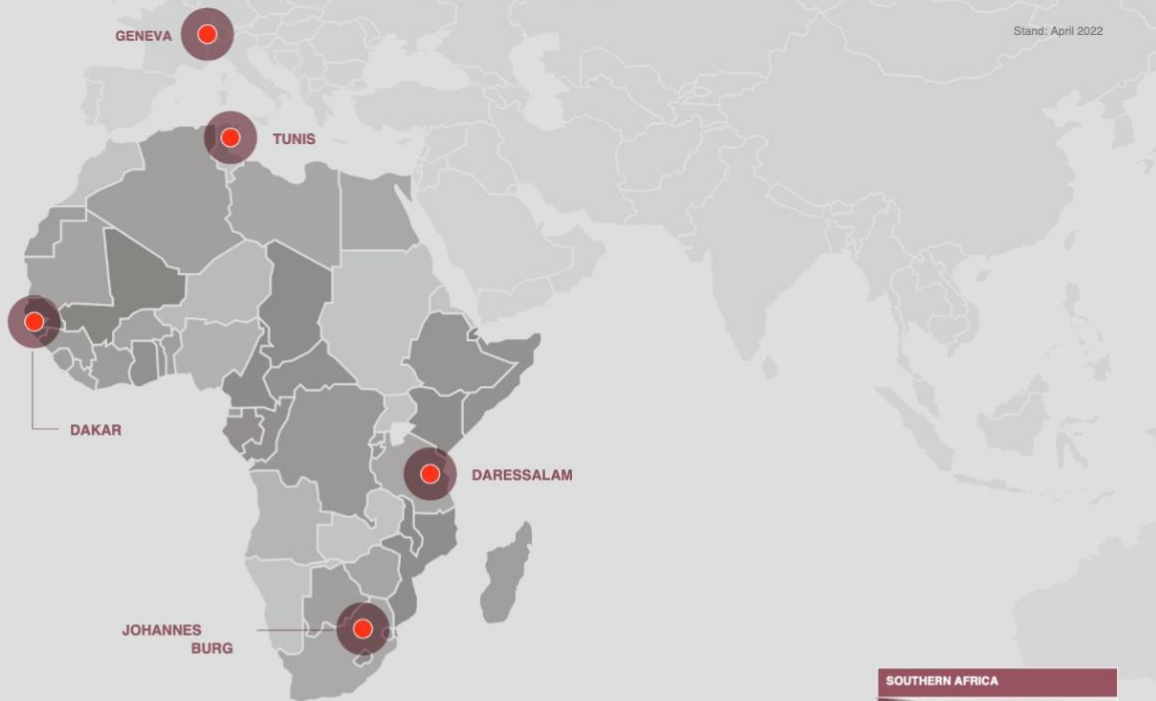 GENEVA
Stand: April 2022
TUNIS
DAKAR
DARESSALAM
JOHANNES
BURG
SOUTHERN AFRICA